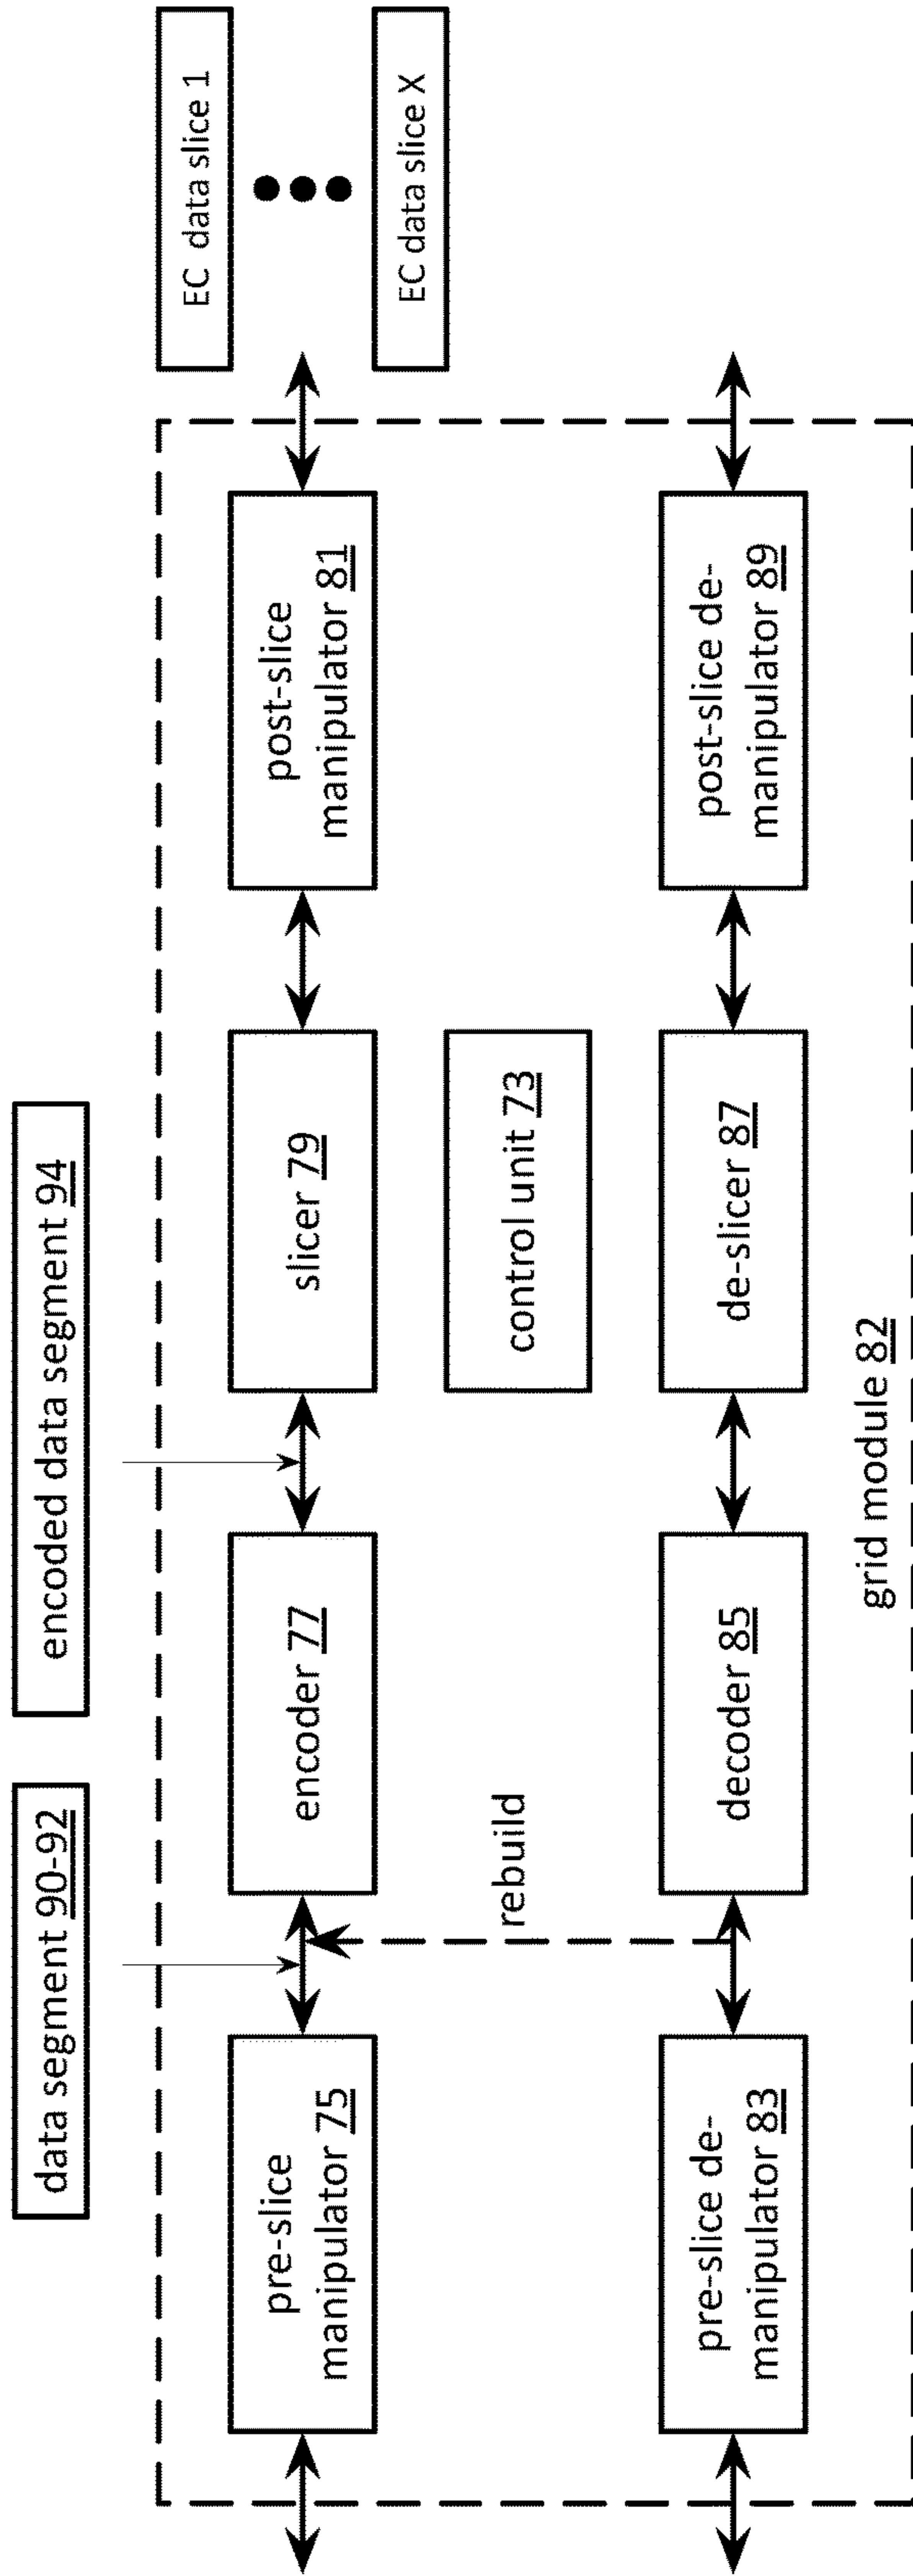 data segment 90-92
encoded data segment 94
EC data slice 1
EC data slice X
pre-slice
manipulator 75
encoder 77
slicer 79
post-slice
manipulator 81
rebuild
control unit 73
pre-slice de-
manipulator 83
decoder 85
de-slicer 87
post-slice de-
manipulator 89
grid module 82